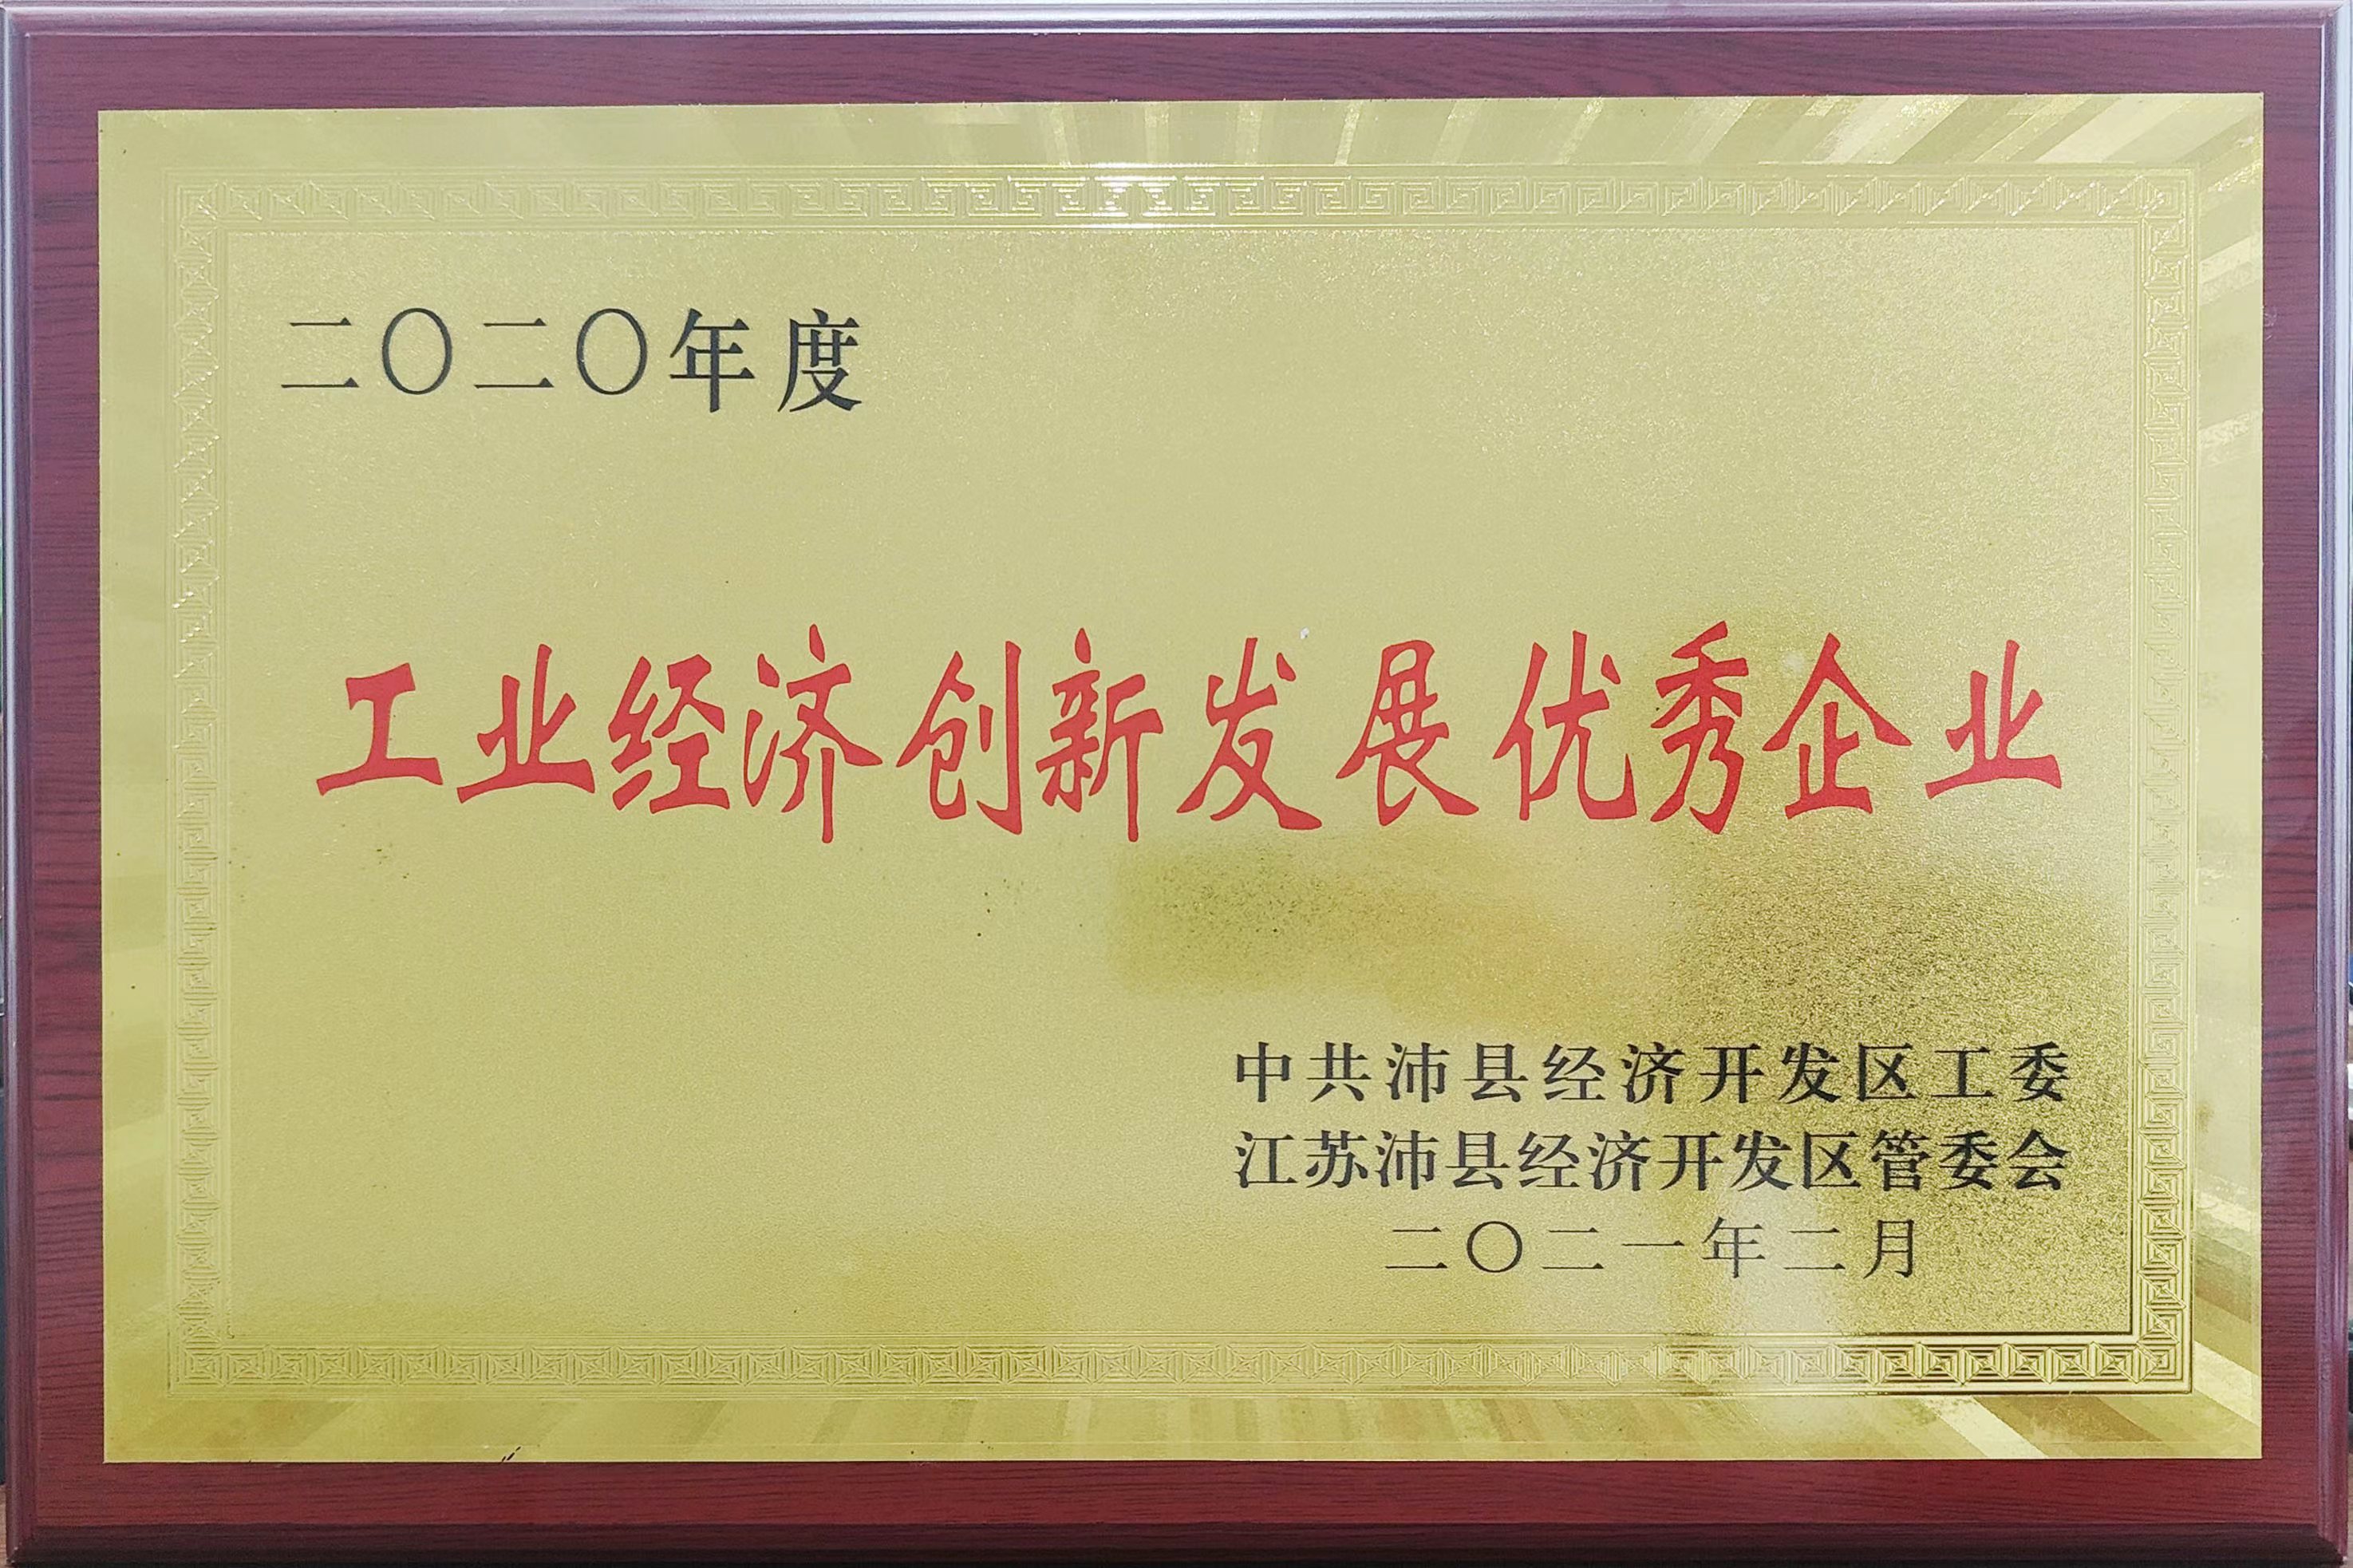 二〇二〇年度
工业经济创新发展优秀企业
中共沛县经济开发区工委
江苏沛县经济开发区管委会
二〇二一年二月